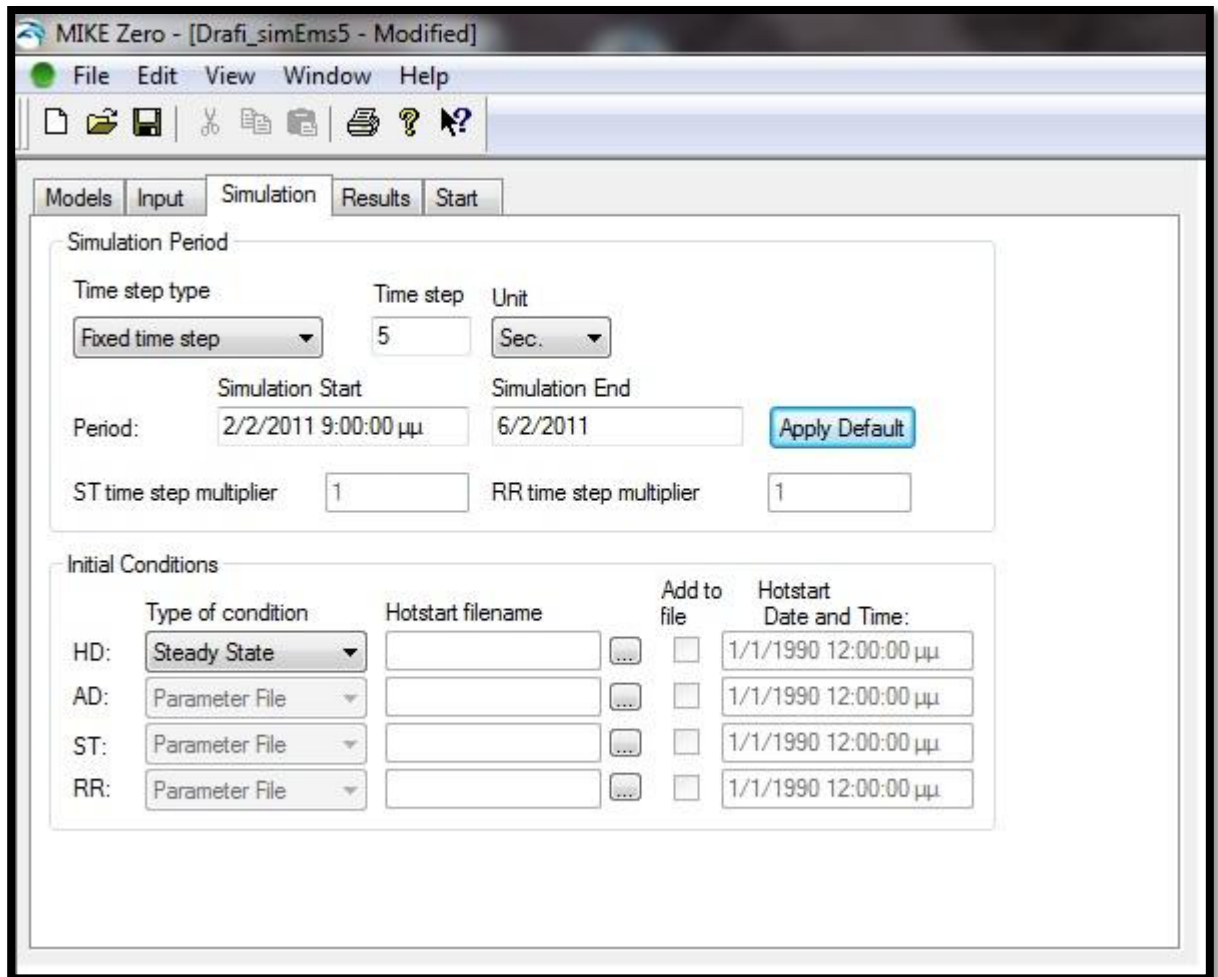 MIKE Zero - [Drafi_simEms5 - Modified]
File Edit View Window Help
Models Input Simulation Results Start
Simulation Period
Time step type Time step Unit
Fixed time step 5 Sec.
Simulation Start Simulation End
Period: 2/2/2011 9:00:00 μμ 6/2/2011 Apply Default
ST time step multiplier 1 RR time step multiplier 1
Initial Conditions
Add to Hotstart
Type of condition Hotstart filename file Date and Time:
HD: Steady State ... 1/1/1990 12:00:00 μμ
AD: Parameter File ... 1/1/1990 12:00:00 μμ
ST: Parameter File ... 1/1/1990 12:00:00 μμ
RR: Parameter File ... 1/1/1990 12:00:00 μμ